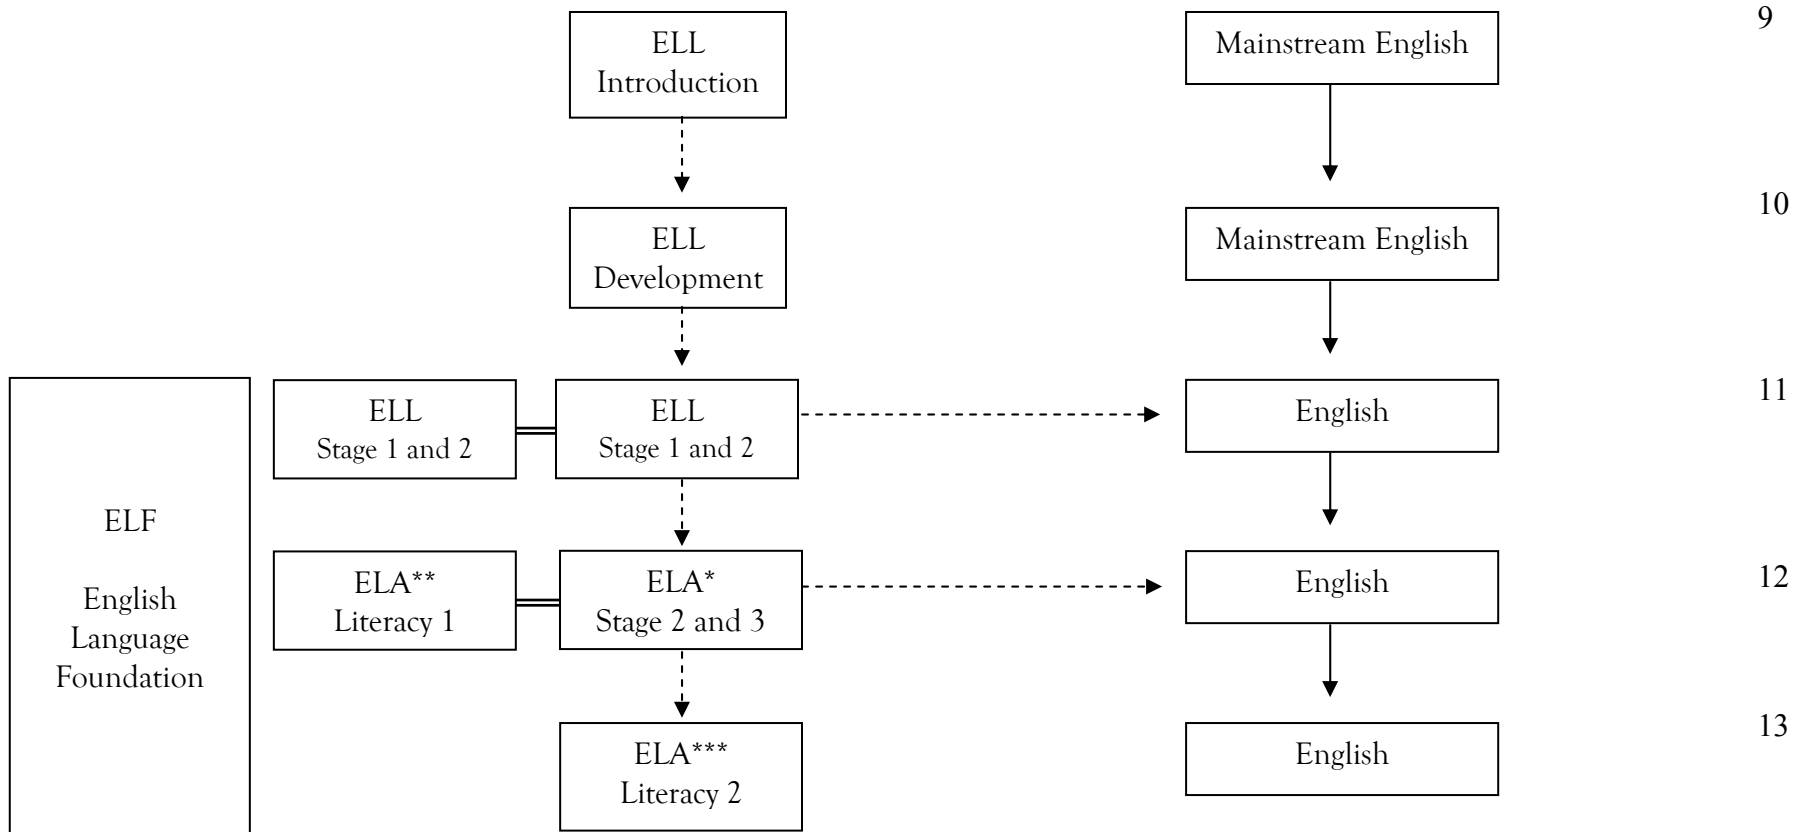 9
ELL
Introduction
Mainstream English
10
ELL
Development
Mainstream English
11
ELL
Stage 1 and 2
ELL
Stage 1 and 2
English
ELF
English
Language
Foundation
12
ELA**
Literacy 1
ELA*
Stage 2 and 3
English
13
ELA***
Literacy 2
English